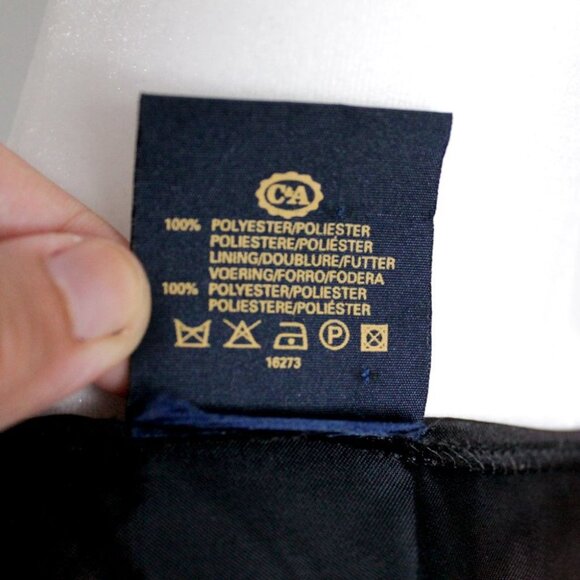 C&A
100% POLYESTER/POLIESTER
POLIESTERE/POLIÉSTER
LINING/DOUBLURE/FUTTER
VOERING/FORRO/FODERA
100% POLYESTER/POLIESTER
POLIESTERE/POLIÉSTER
P
16273